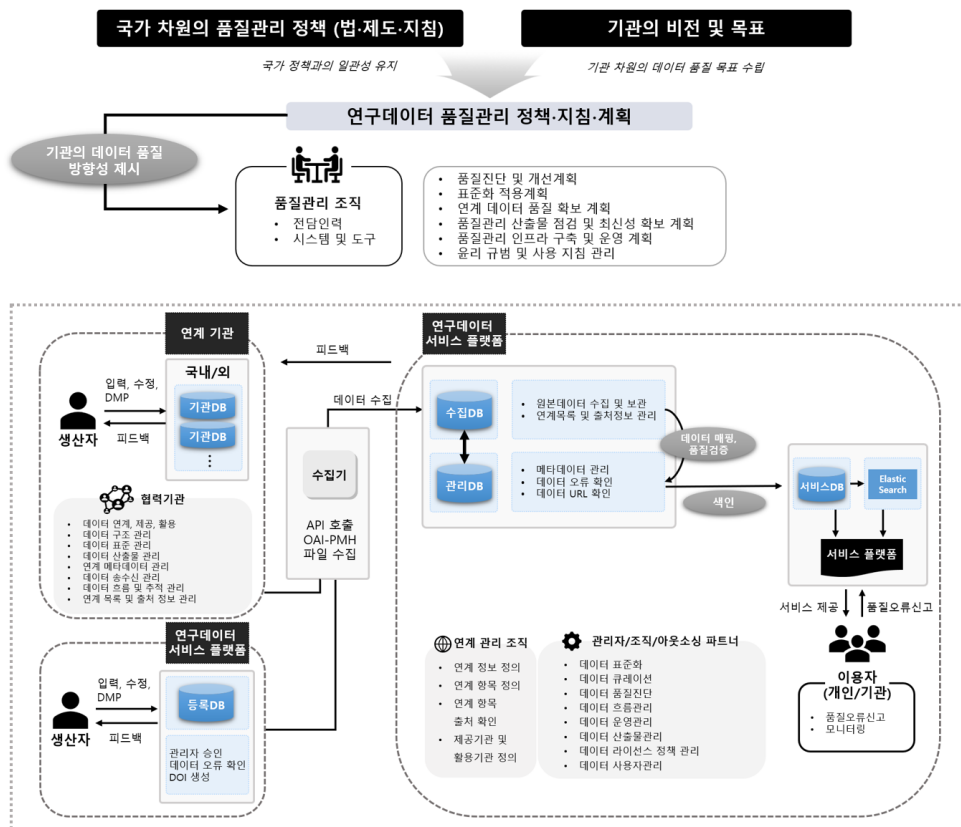 국가 차원의 품질관리 정책 (법·제도·지침)
기관의 비전 및 목표
국가 정책과의 일관성 유지
기관 차원의 데이터 품질 목표 수립
연구데이터 품질관리 정책·지침·계획
기관의 데이터 품질
방향성 제시
품질관리 조직
• 전담인력
• 시스템 및 도구
• 품질진단 및 개선계획
• 표준화 적용계획
• 연계 데이터 품질 확보 계획
• 품질관리 산출물 점검 및 최신성 확보 계획
• 품질관리 인프라 구축 및 운영 계획
• 윤리 규범 및 사용 지침 관리
연계 기관
국내/외
기관DB
기관DB
입력, 수정,
DMP
생산자
피드백
협력기관
• 데이터 연계, 제공, 활용
• 데이터 구조 관리
• 데이터 표준 관리
• 데이터 산출물 관리
• 연계 메타데이터 관리
• 데이터 송수신 관리
• 데이터 흐름 및 추적 관리
• 연계 목록 및 출처 정보 관리
연구데이터
서비스 플랫폼
입력, 수정,
DMP
생산자
피드백
등록DB
관리자 승인
데이터 오류 확인
DOI 생성
피드백
데이터 수집
수집기
API 호출
OAI-PMH
파일 수집
연구데이터
서비스 플랫폼
수집DB
• 원본데이터 수집 및 보관
• 연계목록 및 출처정보 관리
관리DB
• 메타데이터 관리
• 데이터 오류 확인
• 데이터 URL 확인
데이터 매핑,
품질검증
색인
서비스DB
Elastic
Search
서비스 플랫폼
서비스 제공
품질오류신고
이용자
(개인/기관)
• 품질오류신고
• 모니터링
연계 관리 조직
• 연계 정보 정의
• 연계 항목 정의
• 연계 항목
출처 확인
• 제공기관 및
활용기관 정의
관리자/조직/아웃소싱 파트너
• 데이터 표준화
• 데이터 큐레이션
• 데이터 품질진단
• 데이터 흐름관리
• 데이터 운영관리
• 데이터 산출물관리
• 데이터 라이선스 정책 관리
• 데이터 사용자관리